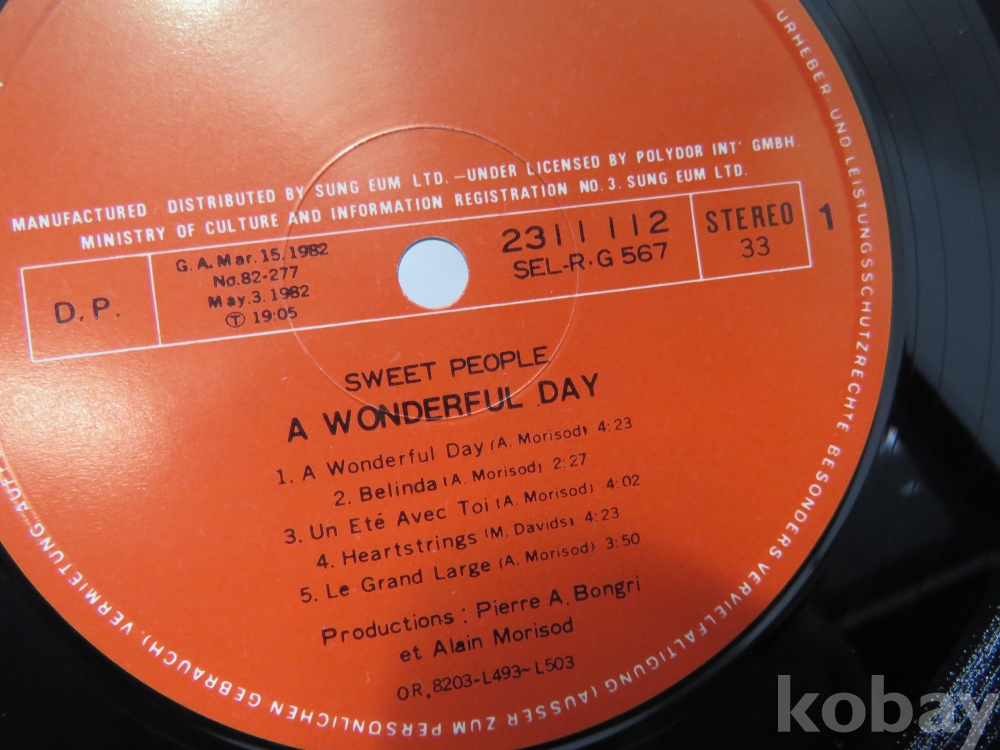 MANUFACTURED DISTRIBUTED BY SUNG EUM LTD. —UNDER LICENSED BY POLYDOR INT' GMBH.
MINISTRY OF CULTURE AND INFORMATION REGISTRATION NO. 3. SUNG EUM LTD.
D.P.
G.A. Mar. 15. 1982
No. 82-277
May. 3. 1982
Ⓣ 19:05
2311 112
SEL-R·G 567
STEREO
33
1
SWEET PEOPLE
A WONDERFUL DAY
1. A Wonderful Day (A. Morisod) 4:23
2. Belinda (A. Morisod) 2:27
3. Un Eté Avec Toi (A. Morisod) 4:02
4. Heartstrings (M. Davids) 4:23
5. Le Grand Large (A. Morisod) 3:50
Productions : Pierre A. Bongri
et Alain Morisod
OR. 8203-L493~L503
URHEBER UND LEISTUNGSSCHUTZRECHTE BESONDERS VERVIELFÄLTIGUNG (AUSSER ZUM PERSONLICHEN GEBRAUCH), VERMIETUNG
kobay